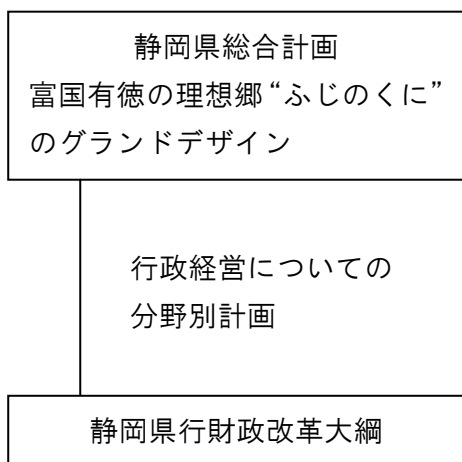 静岡県総合計画
富国有徳の理想郷“ふじのくに”
のグランドデザイン
行政経営についての
分野別計画
静岡県行財政改革大綱